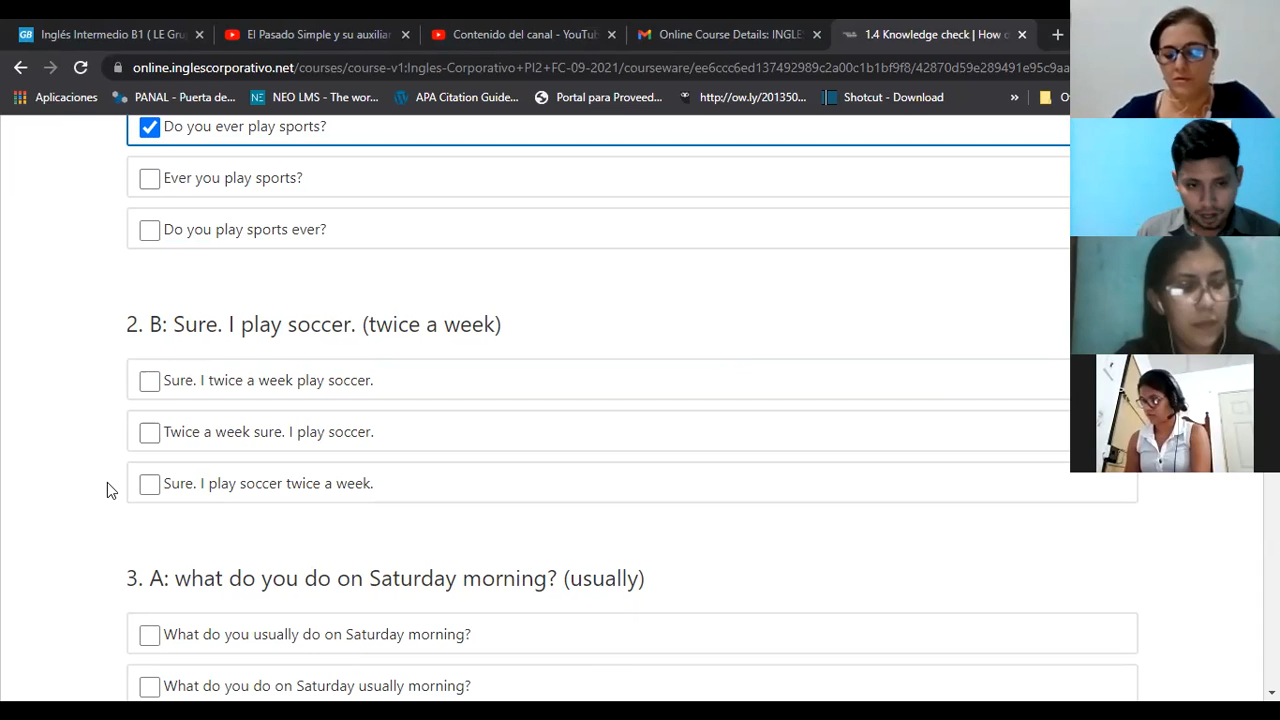 Inglés Intermedio B1 ( LE Gru
El Pasado Simple y su auxiliar
Contenido del canal - YouTub
Online Course Details: INGLE
1.4 Knowledge check | How o
online.inglescorporativo.net/courses/course-v1:Ingles-Corporativo+PI2+FC-09-2021/courseware/ee6ccc6ed137492989c2a00c1b1bf9f8/42870d59e289491e95c9aa
Aplicaciones
PANAL - Puerta de...
NEO LMS - The wor...
APA Citation Guide...
Portal para Proveed...
http://ow.ly/201350...
Shotcut - Download
»
Do you ever play sports?
Ever you play sports?
Do you play sports ever?
2. B: Sure. I play soccer. (twice a week)
Sure. I twice a week play soccer.
Twice a week sure. I play soccer.
Sure. I play soccer twice a week.
3. A: what do you do on Saturday morning? (usually)
What do you usually do on Saturday morning?
What do you do on Saturday usually morning?